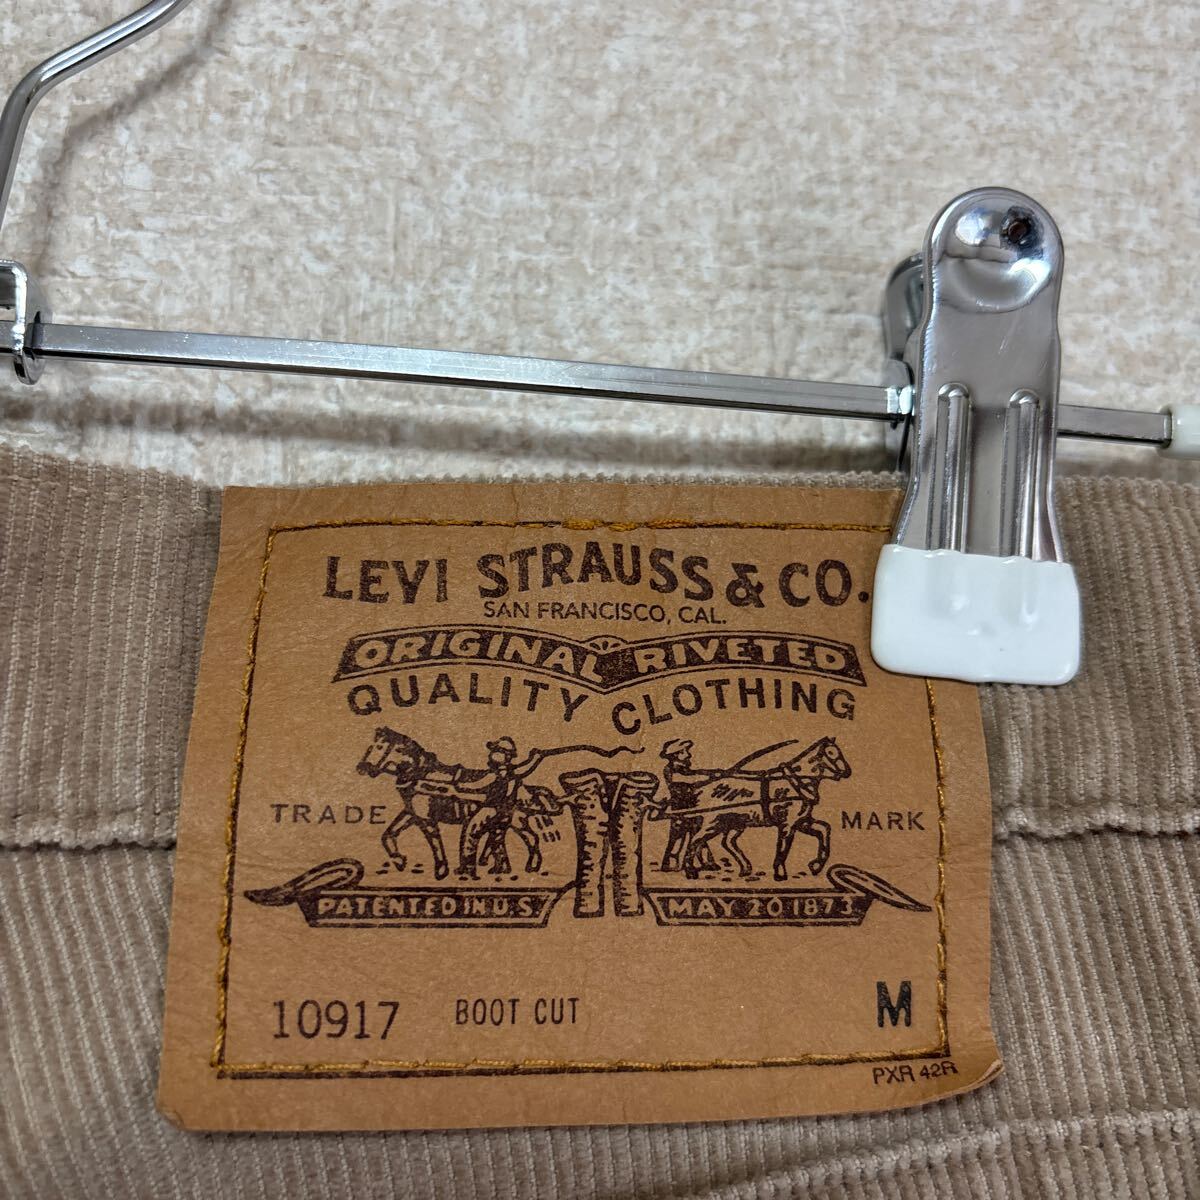 LEVI STRAUSS & CO.
SAN FRANCISCO, CAL.
ORIGINAL RIVETED
QUALITY CLOTHING
TRADE MARK
PATENTED IN U.S. MAY 20 1873
10917 BOOT CUT M
PXR 42R